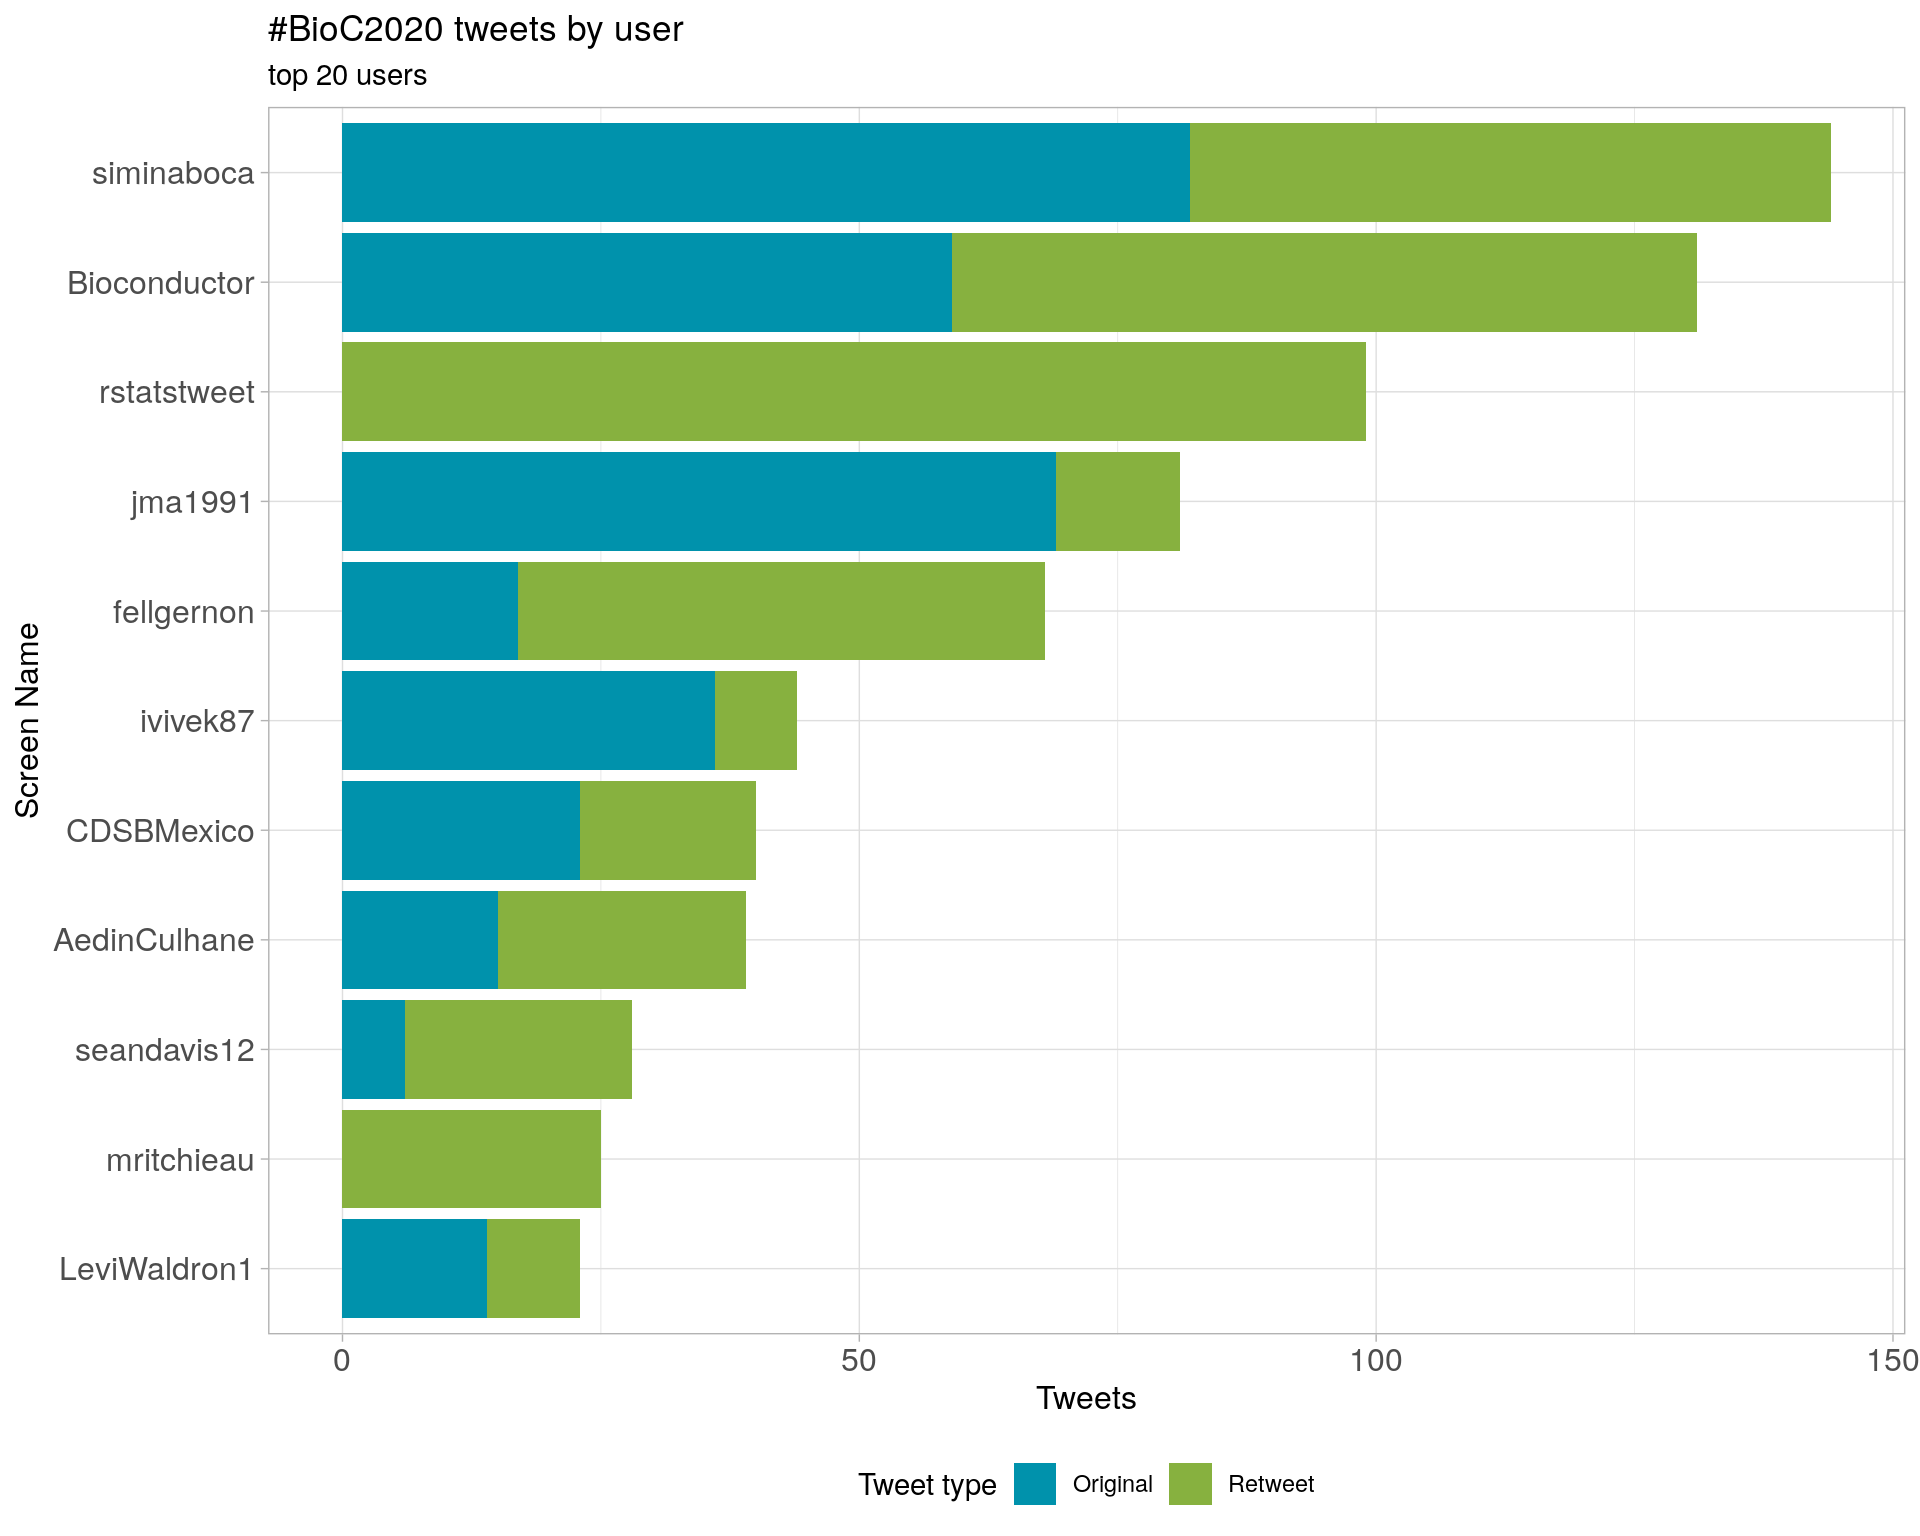 #BioC2020 tweets by user
top 20 users
Screen Name
siminaboca
Bioconductor
rstatstweet
jma1991
fellgernon
ivivek87
CDSBMexico
AedinCulhane
seandavis12
mritchieau
LeviWaldron1
0 50 100 150
Tweets
Tweet type Original Retweet